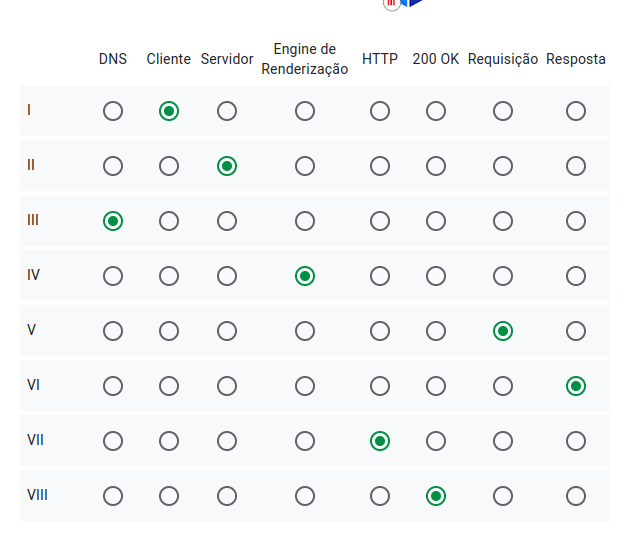 DNS Cliente Servidor Engine de Renderização HTTP 200 OK Requisição Resposta
I
II
III
IV
V
VI
VII
VIII